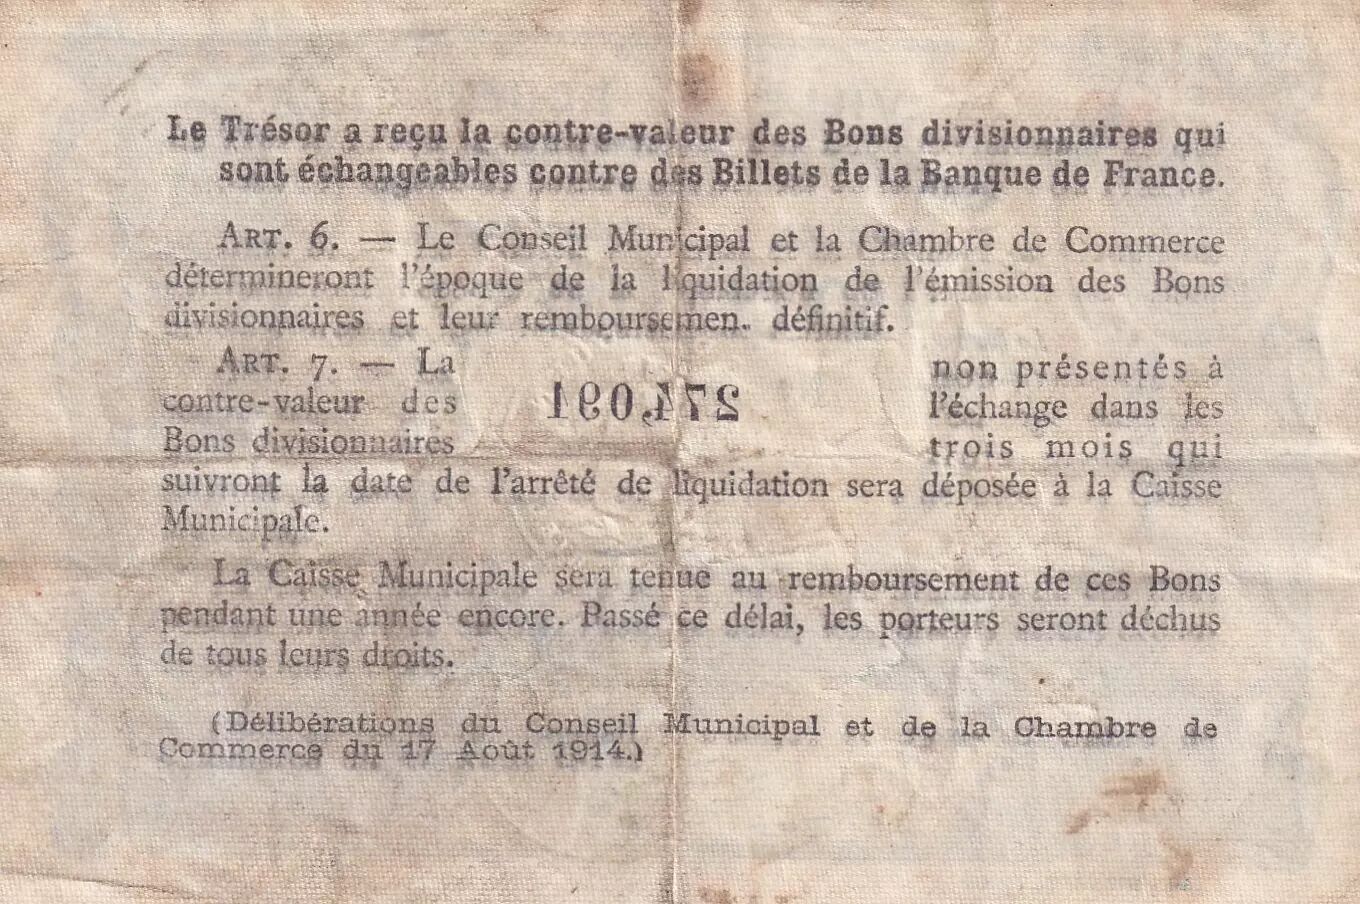 Le Trésor a reçu la contre-valeur des Bons divisionnaires qui
sont échangeables contre des Billets de la Banque de France.
ART. 6. — Le Conseil Municipal et la Chambre de Commerce
détermineront l'époque de la liquidation de l'émission des Bons
divisionnaires et leur remboursemen. définitif.
ART. 7. — La non présentés à
contre-valeur des l'échange dans les
Bons divisionnaires trois mois qui
suivront la date de l'arrêté de liquidation sera déposée à la Caisse
Municipale.
La Caisse Municipale sera tenue au remboursement de ces Bons
pendant une année encore. Passé ce délai, les porteurs seront déchus
de tous leurs droits.
(Délibérations du Conseil Municipal et de la Chambre de
Commerce du 17 Août 1914.)